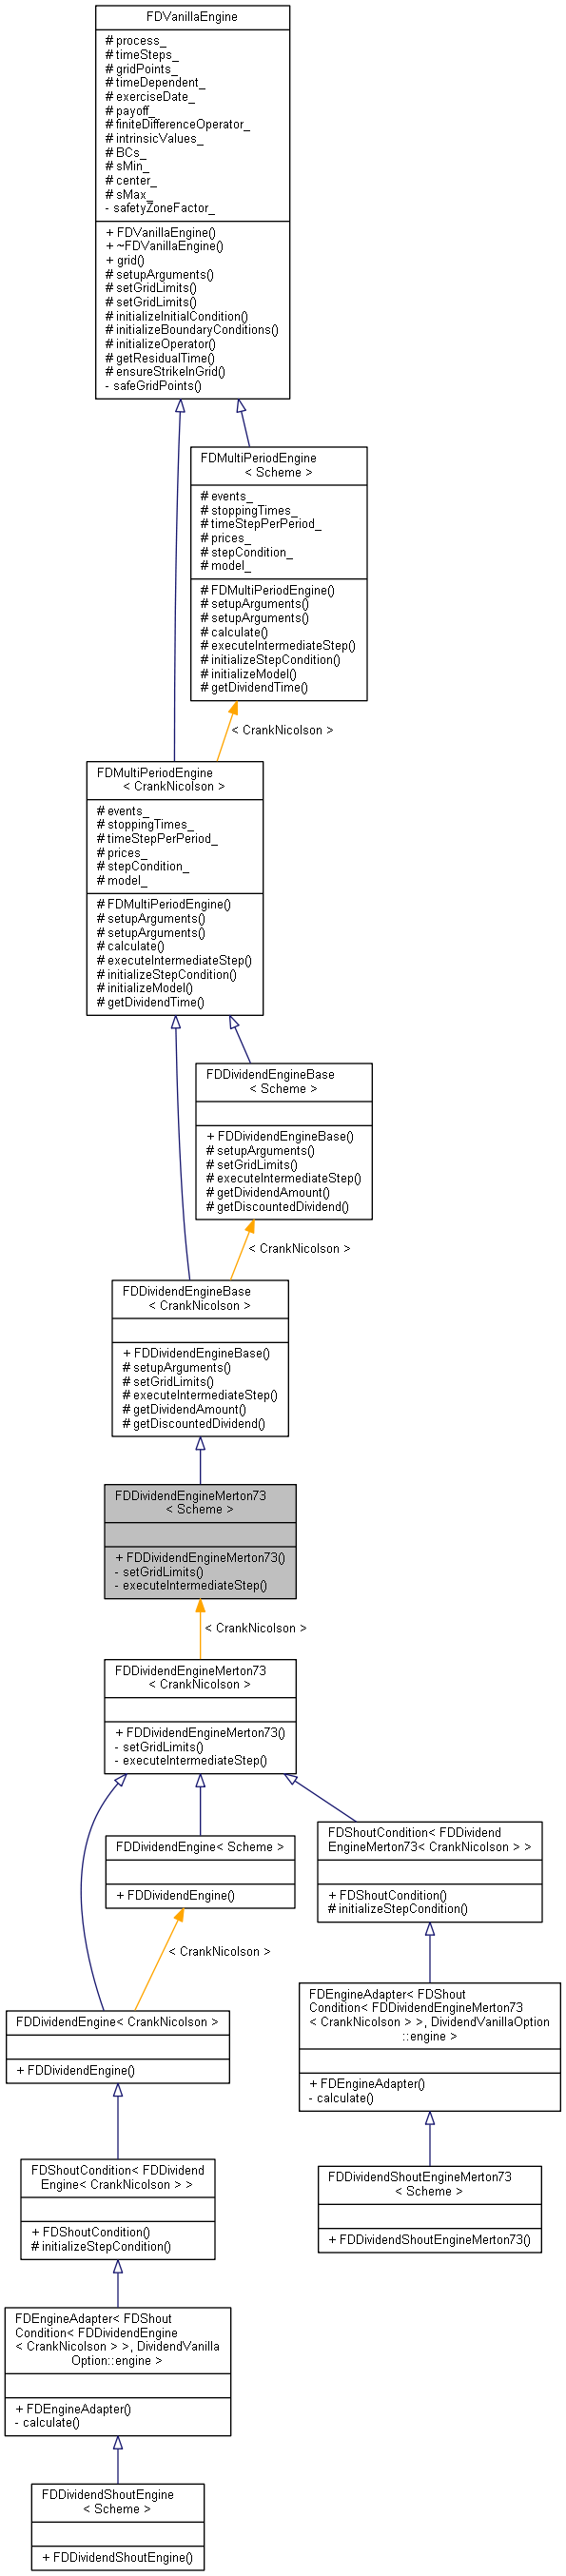 FDVanillaEngine
# process_
# timeSteps_
# gridPoints_
# timeDependent_
# exerciseDate_
# payoff_
# finiteDifferenceOperator_
# intrinsicValues_
# BCs_
# sMin_
# center_
# sMax_
- safetyZoneFactor_
+ FDVanillaEngine()
+ ~FDVanillaEngine()
+ grid()
# setupArguments()
# setGridLimits()
# setGridLimits()
# initializeInitialCondition()
# initializeBoundaryConditions()
# initializeOperator()
# getResidualTime()
# ensureStrikeInGrid()
- safeGridPoints()
FDMultiPeriodEngine
< Scheme >
# events_
# stoppingTimes_
# timeStepPerPeriod_
# prices_
# stepCondition_
# model_
# FDMultiPeriodEngine()
# setupArguments()
# setupArguments()
# calculate()
# executeIntermediateStep()
# initializeStepCondition()
# initializeModel()
# getDividendTime()
< CrankNicolson >
FDMultiPeriodEngine
< CrankNicolson >
# events_
# stoppingTimes_
# timeStepPerPeriod_
# prices_
# stepCondition_
# model_
# FDMultiPeriodEngine()
# setupArguments()
# setupArguments()
# calculate()
# executeIntermediateStep()
# initializeStepCondition()
# initializeModel()
# getDividendTime()
FDDividendEngineBase
< Scheme >
+ FDDividendEngineBase()
# setupArguments()
# setGridLimits()
# executeIntermediateStep()
# getDividendAmount()
# getDiscountedDividend()
< CrankNicolson >
FDDividendEngineBase
< CrankNicolson >
+ FDDividendEngineBase()
# setupArguments()
# setGridLimits()
# executeIntermediateStep()
# getDividendAmount()
# getDiscountedDividend()
FDDividendEngineMerton73
< Scheme >
+ FDDividendEngineMerton73()
- setGridLimits()
- executeIntermediateStep()
< CrankNicolson >
FDDividendEngineMerton73
< CrankNicolson >
+ FDDividendEngineMerton73()
- setGridLimits()
- executeIntermediateStep()
FDDividendEngine< Scheme >
+ FDDividendEngine()
FDShoutCondition< FDDividend
EngineMerton73< CrankNicolson > >
+ FDShoutCondition()
# initializeStepCondition()
< CrankNicolson >
FDDividendEngine< CrankNicolson >
+ FDDividendEngine()
FDEngineAdapter< FDShout
Condition< FDDividendEngineMerton73
< CrankNicolson > >, DividendVanillaOption
::engine >
+ FDEngineAdapter()
- calculate()
FDShoutCondition< FDDividend
Engine< CrankNicolson > >
+ FDShoutCondition()
# initializeStepCondition()
FDDividendShoutEngineMerton73
< Scheme >
+ FDDividendShoutEngineMerton73()
FDEngineAdapter< FDShout
Condition< FDDividendEngine
< CrankNicolson > >, DividendVanilla
Option::engine >
+ FDEngineAdapter()
- calculate()
FDDividendShoutEngine
< Scheme >
+ FDDividendShoutEngine()